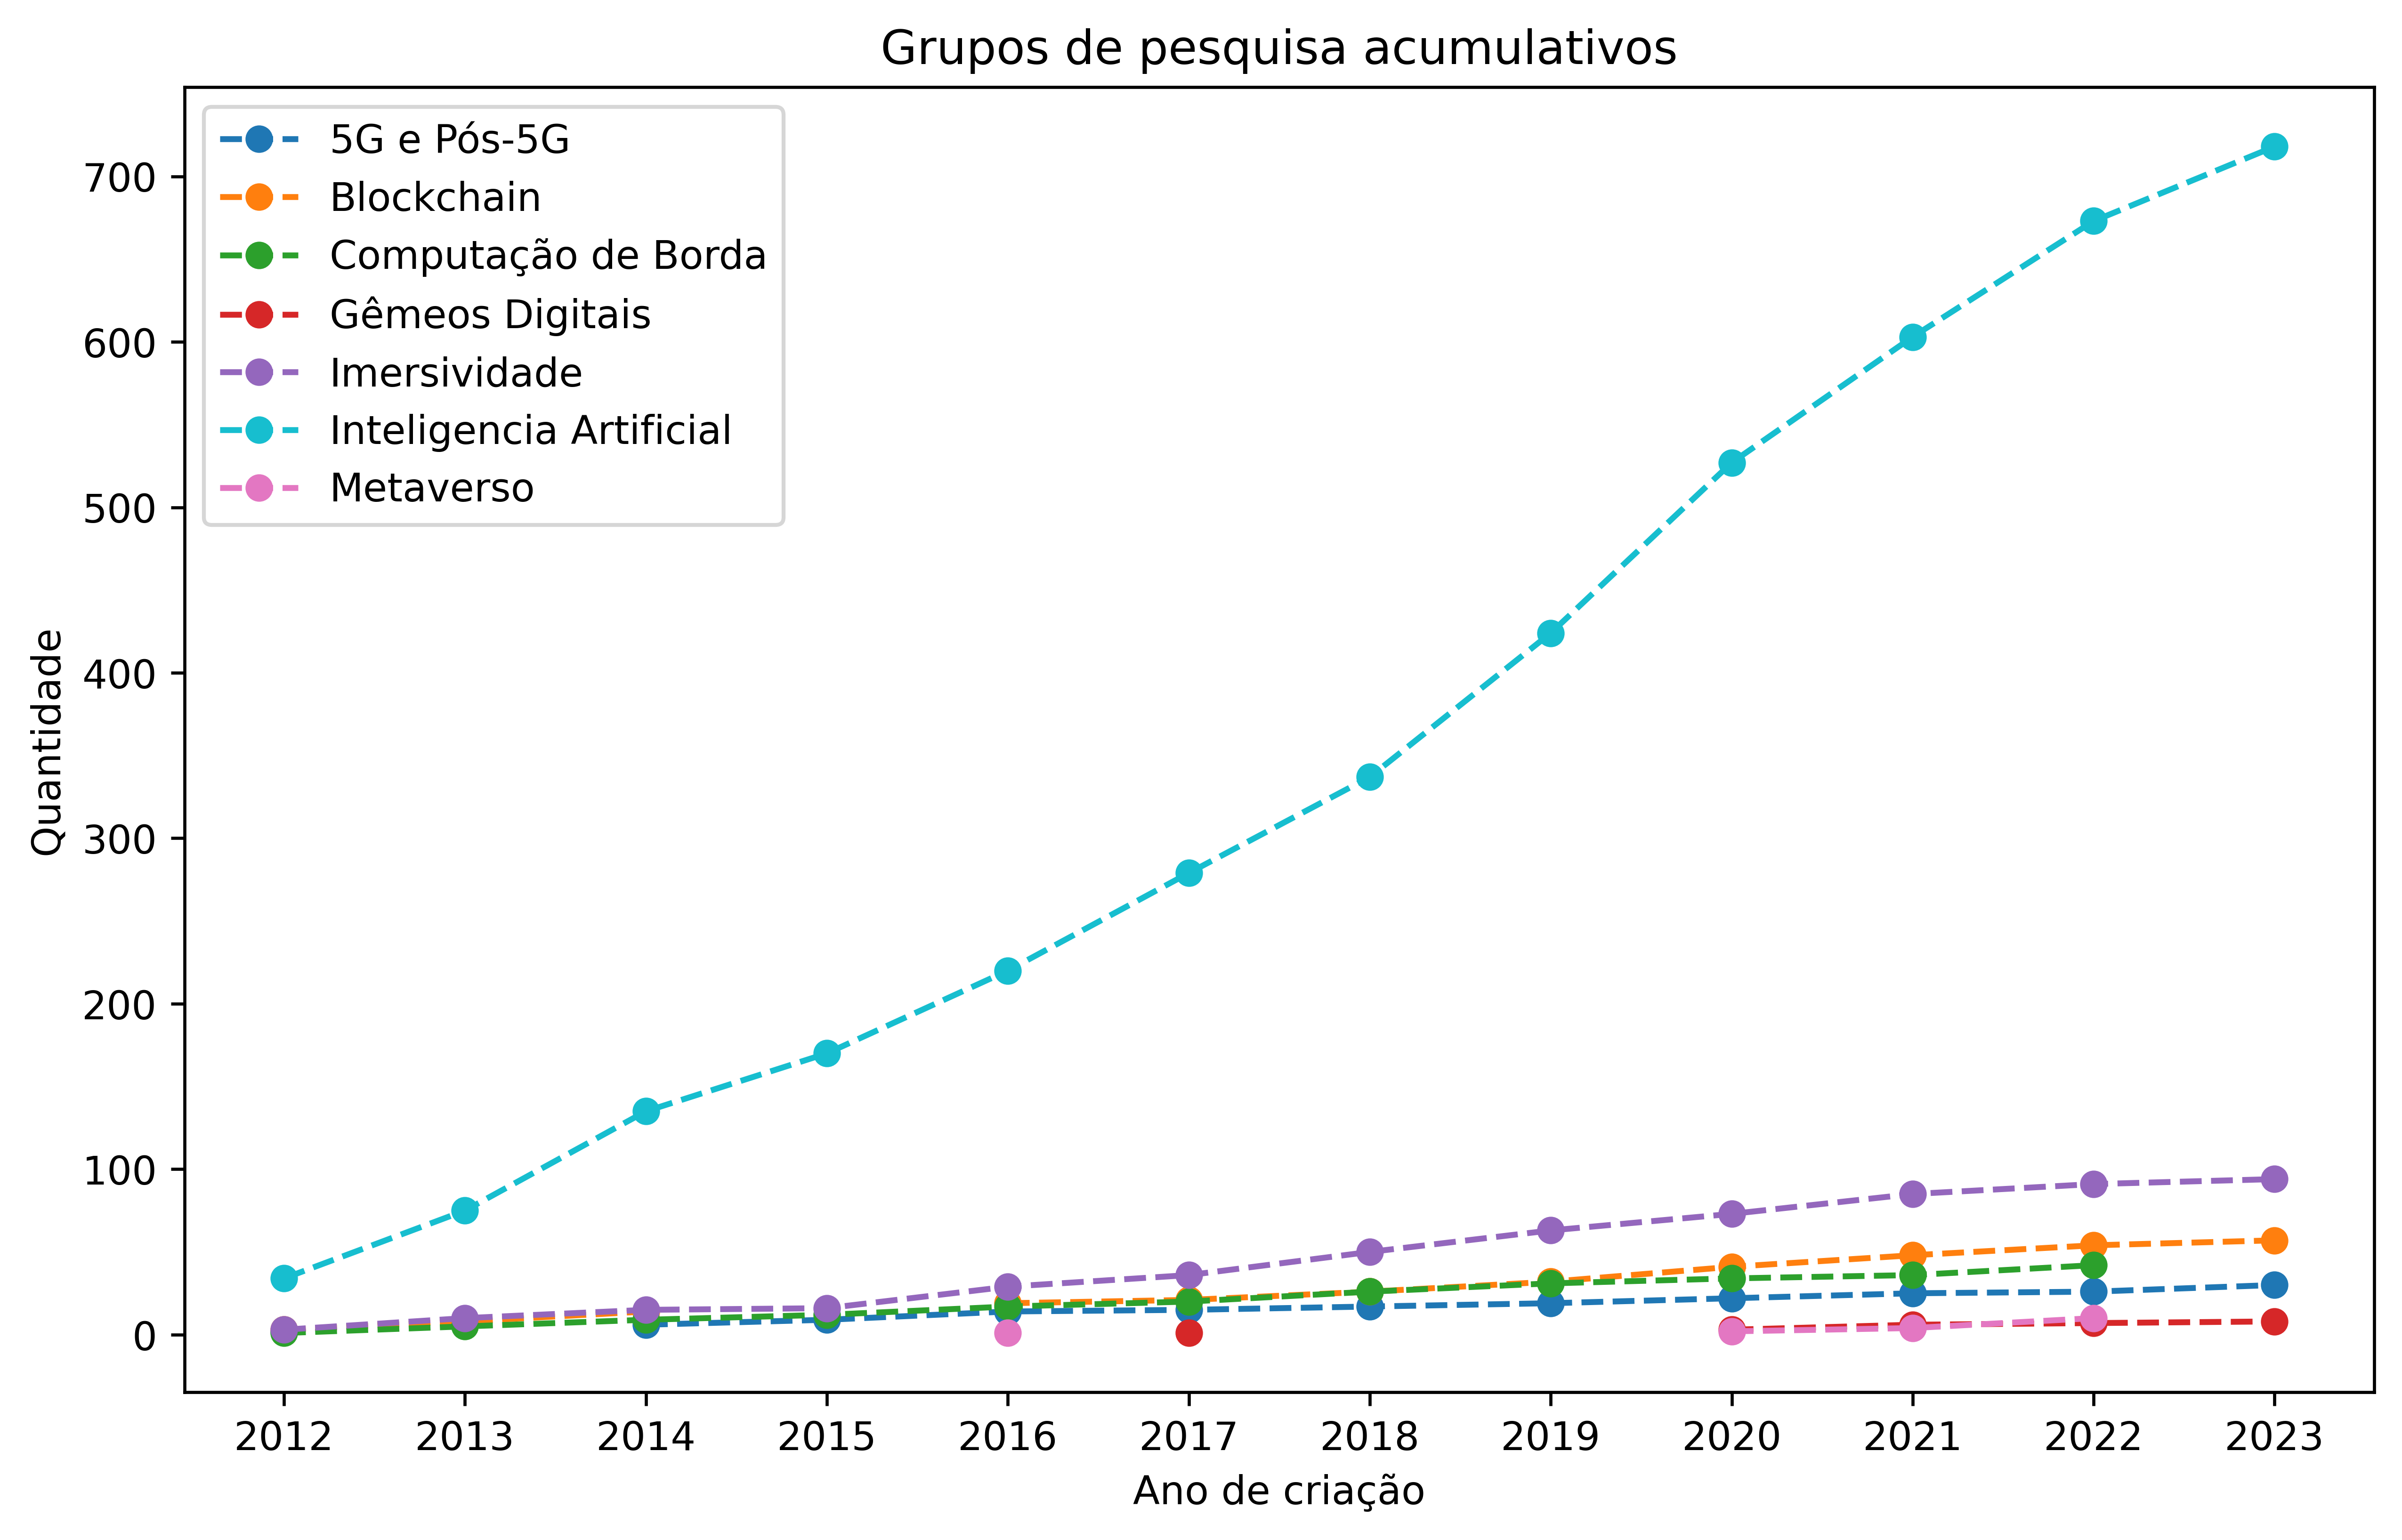 Grupos de pesquisa acumulativos
5G e Pós-5G
Blockchain
Computação de Borda
Gêmeos Digitais
Imersividade
Inteligencia Artificial
Metaverso
Quantidade
700
600
500
400
300
200
100
0
2012 2013 2014 2015 2016 2017 2018 2019 2020 2021 2022 2023
Ano de criação